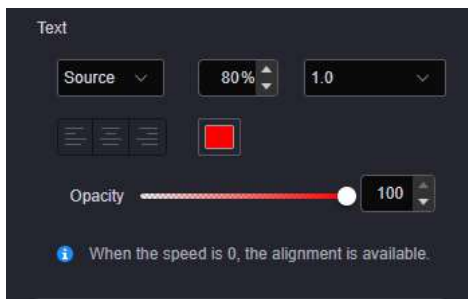 Text
Source 80% 1.0
Opacity 100
When the speed is 0, the alignment is available.